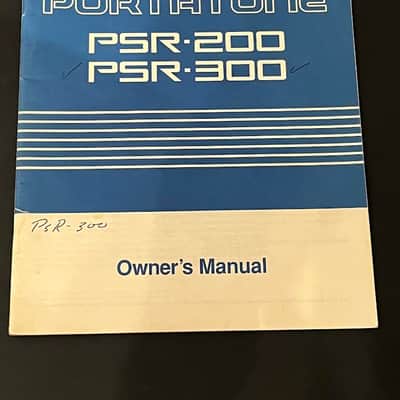 PORTATONE
PSR-200
✓ PSR-300 ✓
PSR-300
Owner's Manual